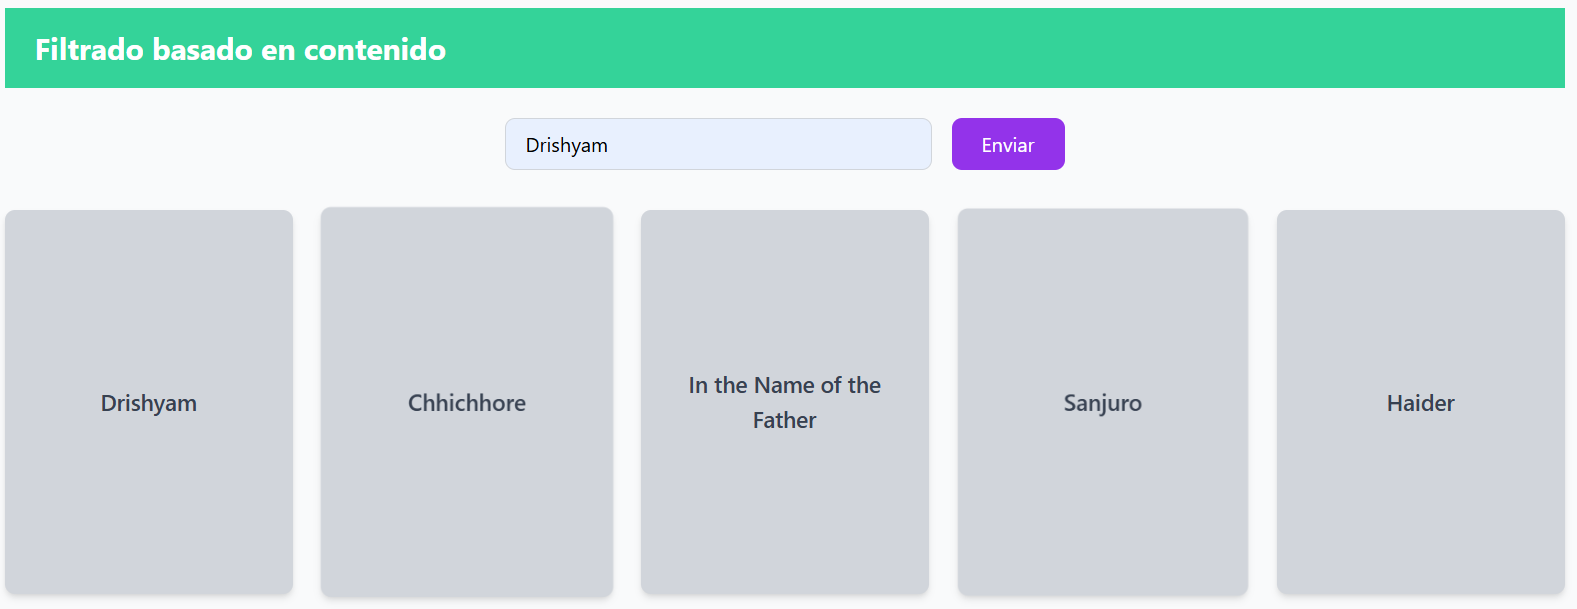 Filtrado basado en contenido
Drishyam
Enviar
Drishyam
Chhichhore
In the Name of the
Father
Sanjuro
Haider